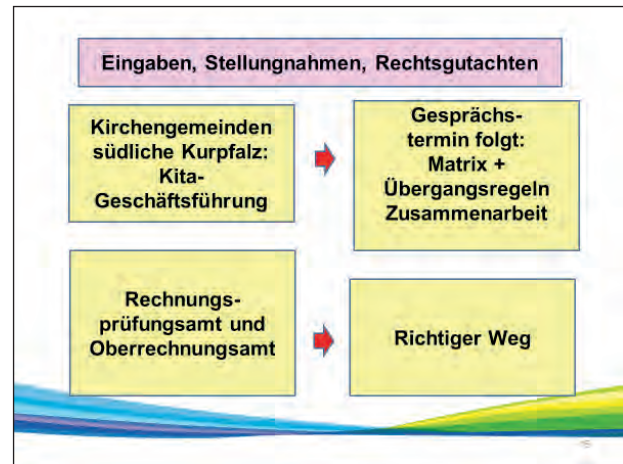 Eingaben, Stellungnahmen, Rechtsgutachten
Kirchengemeinden
südliche Kurpfalz:
Kita-
Geschäftsführung
Gesprächs-
termin folgt:
Matrix +
Übergangsregeln
Zusammenarbeit
Rechnungs-
prüfungsamt und
Oberrechnungsamt
Richtiger Weg